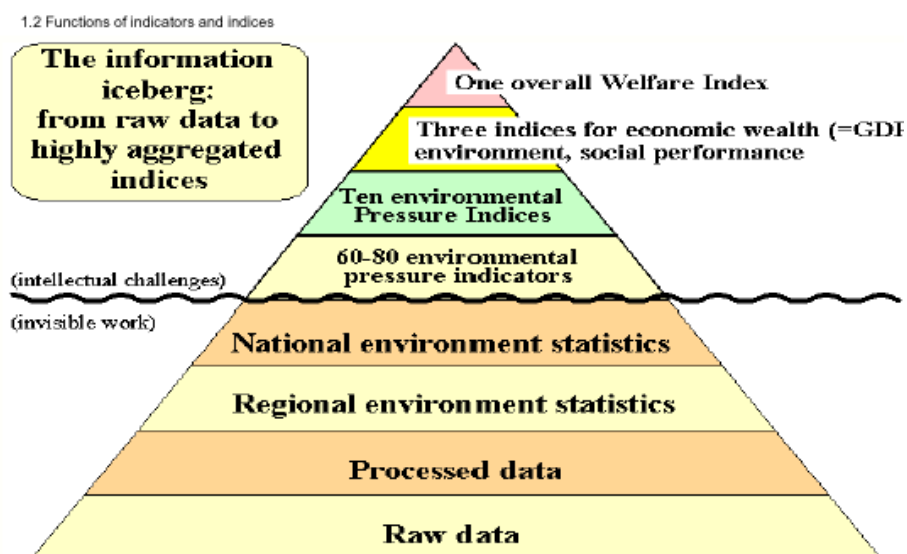 1.2 Functions of indicators and indices
The information
iceberg:
from raw data to
highly aggregated
indices
One overall Welfare Index
Three indices for economic wealth (=GDP
environment, social performance
Ten environmental
Pressure Indices
60-80 environmental
pressure indicators
(intellectual challenges)
(invisible work)
National environment statistics
Regional environment statistics
Processed data
Raw data